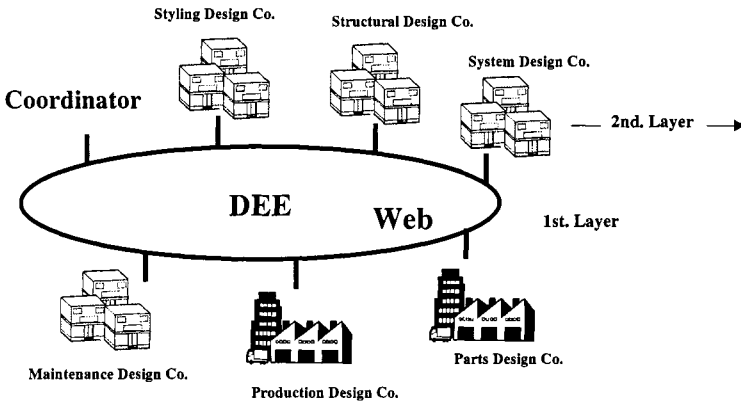 Styling Design Co.
Structural Design Co.
System Design Co.
Coordinator
2nd. Layer
DEE
Web
1st. Layer
Maintenance Design Co.
Production Design Co.
Parts Design Co.